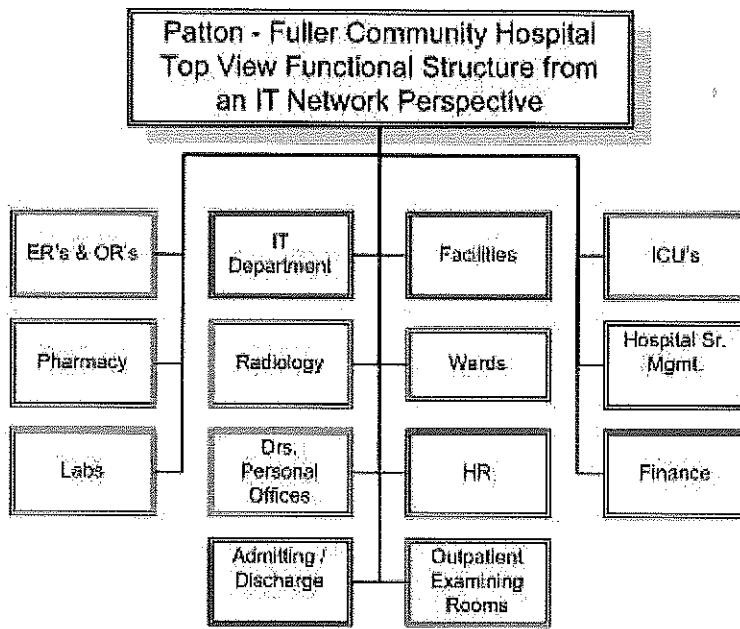 Patton - Fuller Community Hospital
Top View Functional Structure from
an IT Network Perspective
ER's & OR's
IT
Department
Facilities
ICU's
Pharmacy
Radiology
Wards
Hospital Sr.
Mgmt.
Labs
Drs.
Personal
Offices
HR
Finance
Admitting /
Discharge
Outpatient
Examining
Rooms